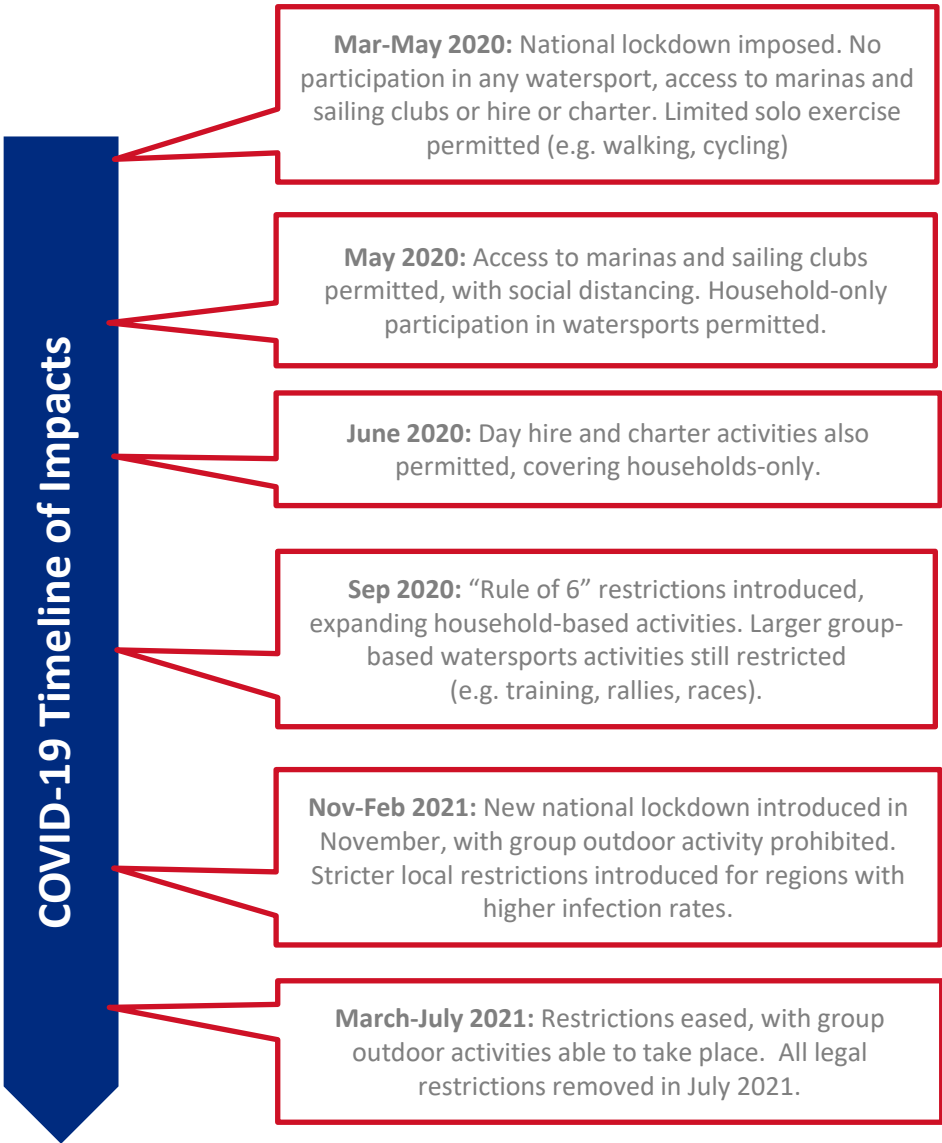 COVID-19 Timeline of Impacts
Mar-May 2020: National lockdown imposed. No
participation in any watersport, access to marinas and
sailing clubs or hire or charter. Limited solo exercise
permitted (e.g. walking, cycling)
May 2020: Access to marinas and sailing clubs
permitted, with social distancing. Household-only
participation in watersports permitted.
June 2020: Day hire and charter activities also
permitted, covering households-only.
Sep 2020: “Rule of 6” restrictions introduced,
expanding household-based activities. Larger group-
based watersports activities still restricted
(e.g. training, rallies, races).
Nov-Feb 2021: New national lockdown introduced in
November, with group outdoor activity prohibited.
Stricter local restrictions introduced for regions with
higher infection rates.
March-July 2021: Restrictions eased, with group
outdoor activities able to take place. All legal
restrictions removed in July 2021.